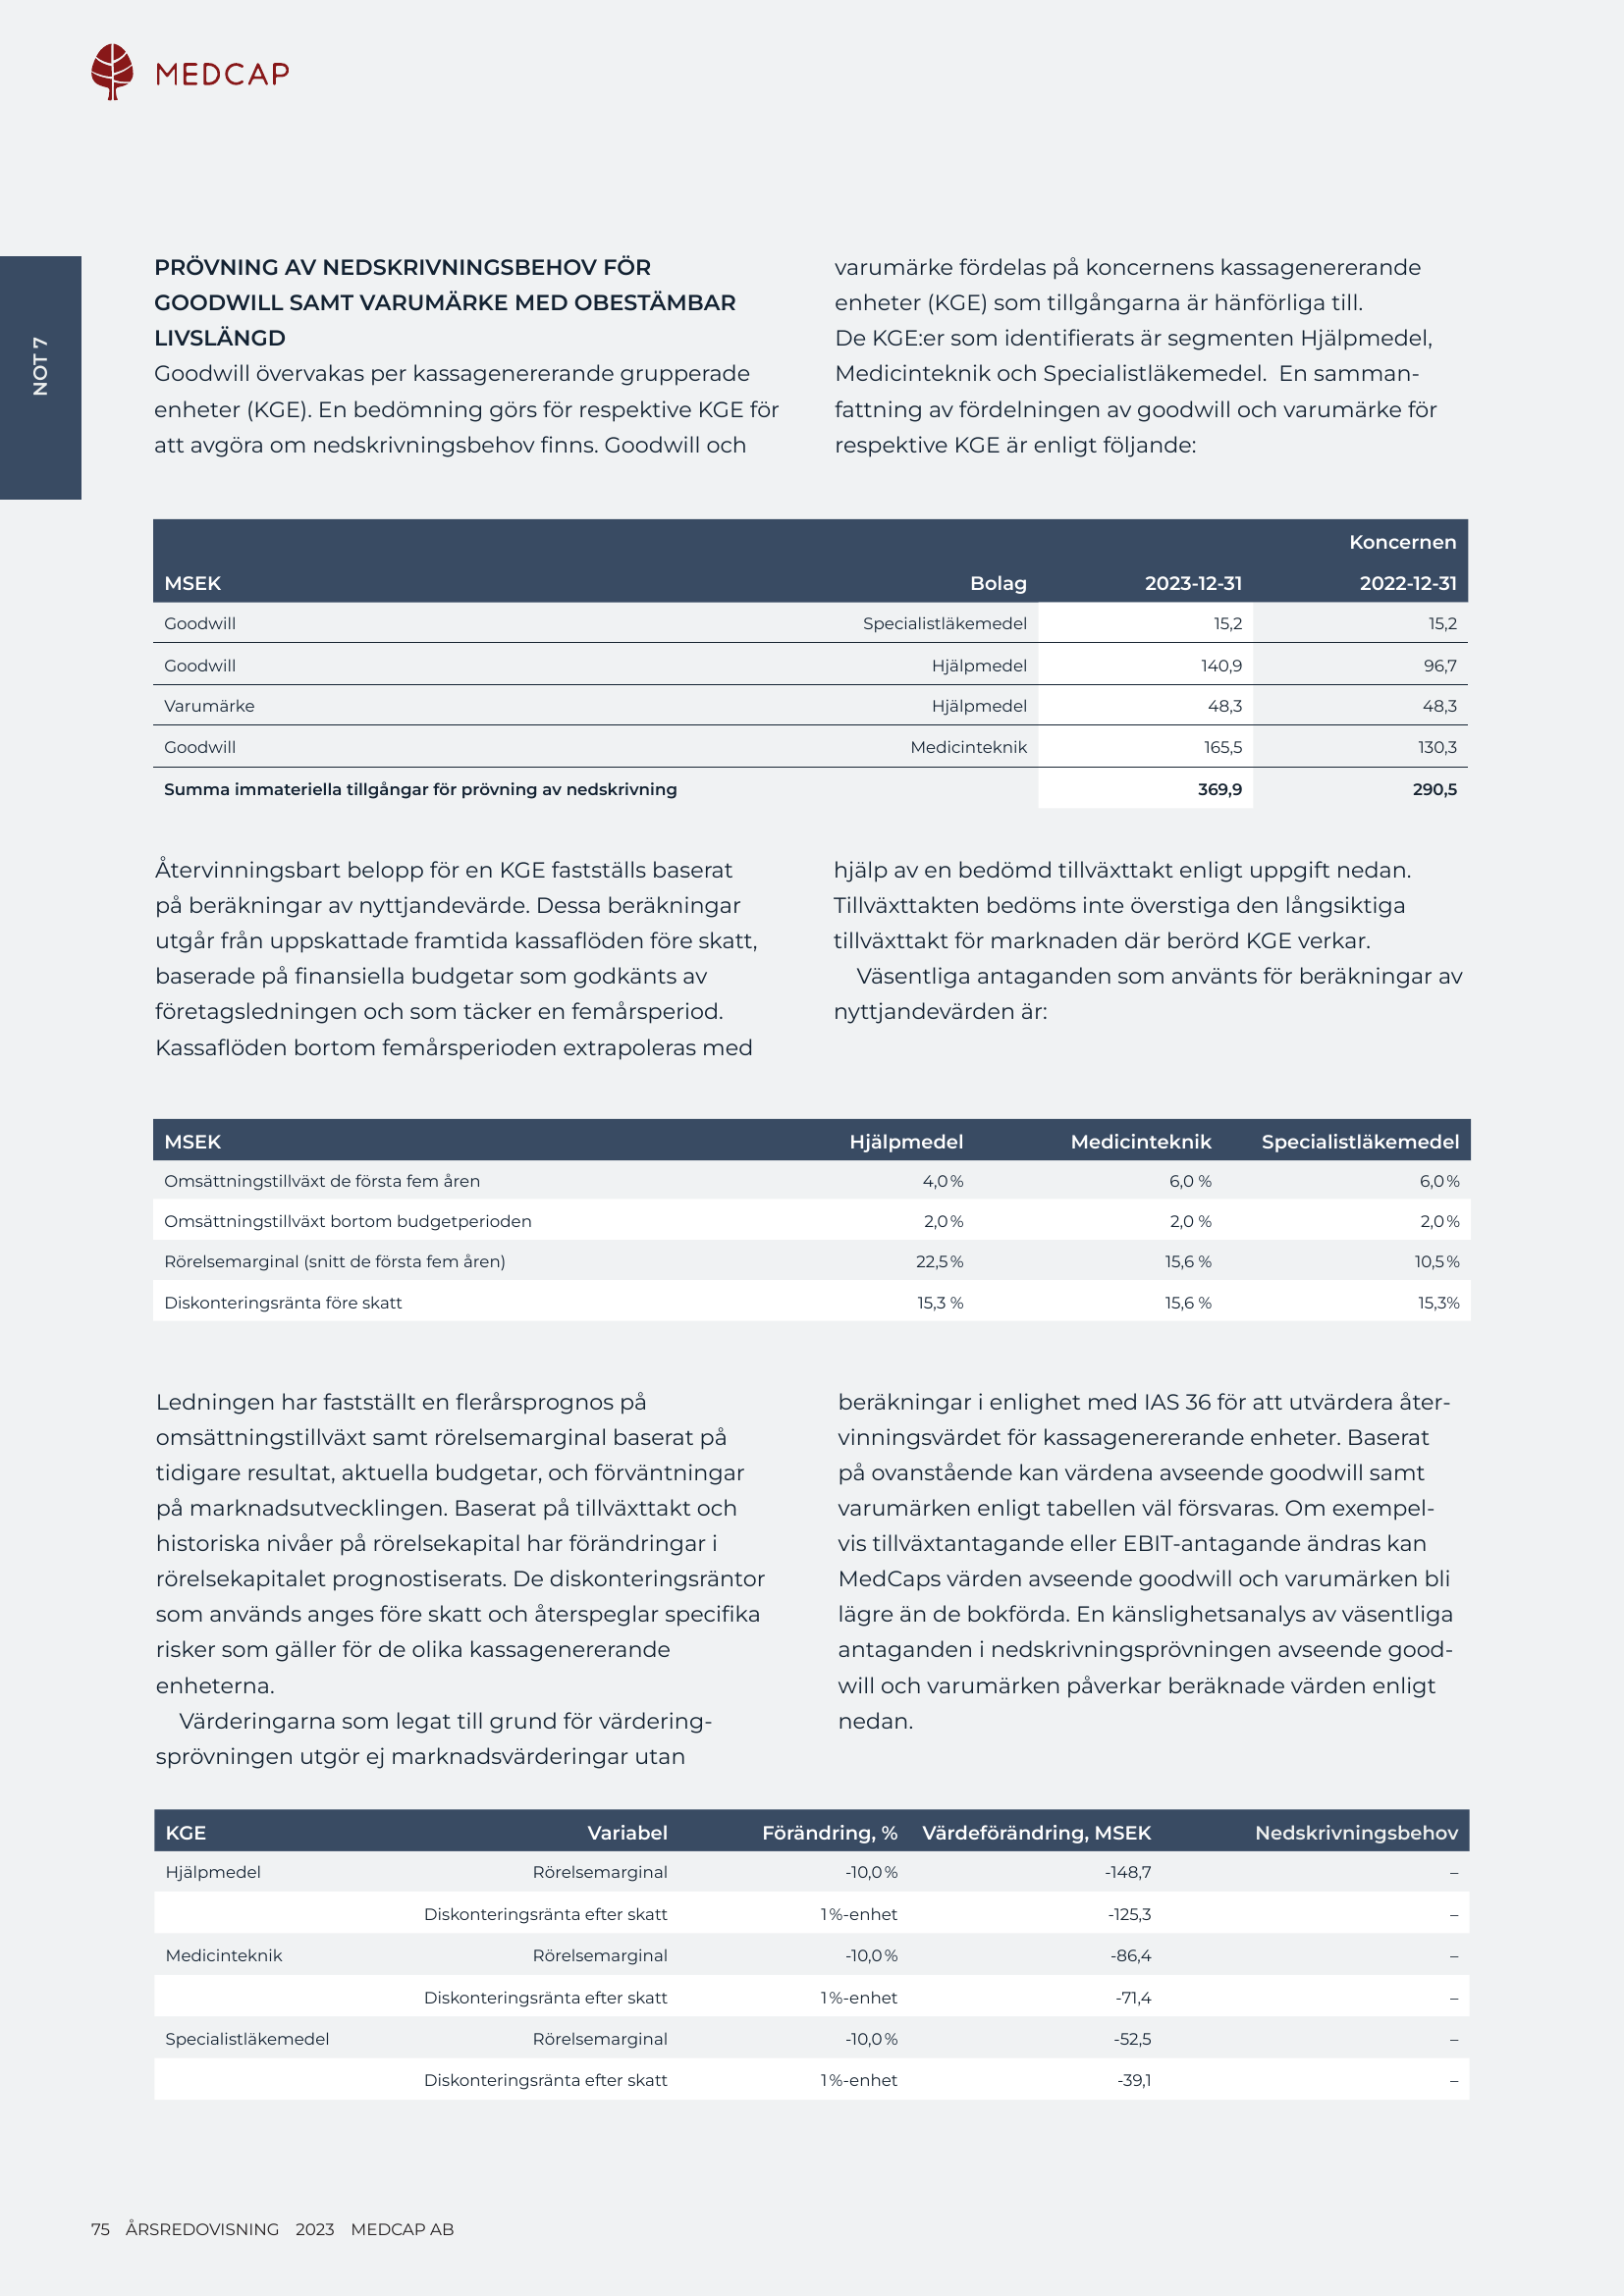 MEDCAP
NOT 7
PRÖVNING AV NEDSKRIVNINGSBEHOV FÖR
GOODWILL SAMT VARUMÄRKE MED OBESTÄMBAR
LIVSLÄNGD
Goodwill övervakas per kassagenererande grupperade
enheter (KGE). En bedömning görs för respektive KGE för
att avgöra om nedskrivningsbehov finns. Goodwill och
varumärke fördelas på koncernens kassagenererande
enheter (KGE) som tillgångarna är hänförliga till.
De KGE:er som identifierats är segmenten Hjälpmedel,
Medicinteknik och Specialistläkemedel.  En samman-
fattning av fördelningen av goodwill och varumärke för
respektive KGE är enligt följande:
Koncernen
MSEK Bolag 2023-12-31 2022-12-31
Goodwill Specialistläkemedel 15,2 15,2
Goodwill Hjälpmedel 140,9 96,7
Varumärke Hjälpmedel 48,3 48,3
Goodwill Medicinteknik 165,5 130,3
Summa immateriella tillgångar för prövning av nedskrivning 369,9 290,5
Återvinningsbart belopp för en KGE fastställs baserat
på beräkningar av nyttjandevärde. Dessa beräkningar
utgår från uppskattade framtida kassaflöden före skatt,
baserade på finansiella budgetar som godkänts av
företagsledningen och som täcker en femårsperiod.
Kassaflöden bortom femårsperioden extrapoleras med
hjälp av en bedömd tillväxttakt enligt uppgift nedan.
Tillväxttakten bedöms inte överstiga den långsiktiga
tillväxttakt för marknaden där berörd KGE verkar.
Väsentliga antaganden som använts för beräkningar av
nyttjandevärden är:
MSEK Hjälpmedel Medicinteknik Specialistläkemedel
Omsättningstillväxt de första fem åren 4,0 % 6,0 % 6,0 %
Omsättningstillväxt bortom budgetperioden 2,0 % 2,0 % 2,0 %
Rörelsemarginal (snitt de första fem åren) 22,5 % 15,6 % 10,5 %
Diskonteringsränta före skatt 15,3 % 15,6 % 15,3%
Ledningen har fastställt en flerårsprognos på
omsättningstillväxt samt rörelsemarginal baserat på
tidigare resultat, aktuella budgetar, och förväntningar
på marknadsutvecklingen. Baserat på tillväxttakt och
historiska nivåer på rörelsekapital har förändringar i
rörelsekapitalet prognostiserats. De diskonteringsräntor
som används anges före skatt och återspeglar specifika
risker som gäller för de olika kassagenererande
enheterna.
Värderingarna som legat till grund för värdering-
sprövningen utgör ej marknadsvärderingar utan
beräkningar i enlighet med IAS 36 för att utvärdera åter-
vinningsvärdet för kassagenererande enheter. Baserat
på ovanstående kan värdena avseende goodwill samt
varumärken enligt tabellen väl försvaras. Om exempel-
vis tillväxtantagande eller EBIT-antagande ändras kan
MedCaps värden avseende goodwill och varumärken bli
lägre än de bokförda. En känslighetsanalys av väsentliga
antaganden i nedskrivningsprövningen avseende good-
will och varumärken påverkar beräknade värden enligt
nedan.
KGE Variabel Förändring, % Värdeförändring, MSEK Nedskrivningsbehov
Hjälpmedel Rörelsemarginal -10,0 % -148,7 –
Diskonteringsränta efter skatt 1 %-enhet -125,3 –
Medicinteknik Rörelsemarginal -10,0 % -86,4 –
Diskonteringsränta efter skatt 1 %-enhet -71,4 –
Specialistläkemedel Rörelsemarginal -10,0 % -52,5 –
Diskonteringsränta efter skatt 1 %-enhet -39,1 –
75 ÅRSREDOVISNING 2023 MEDCAP AB